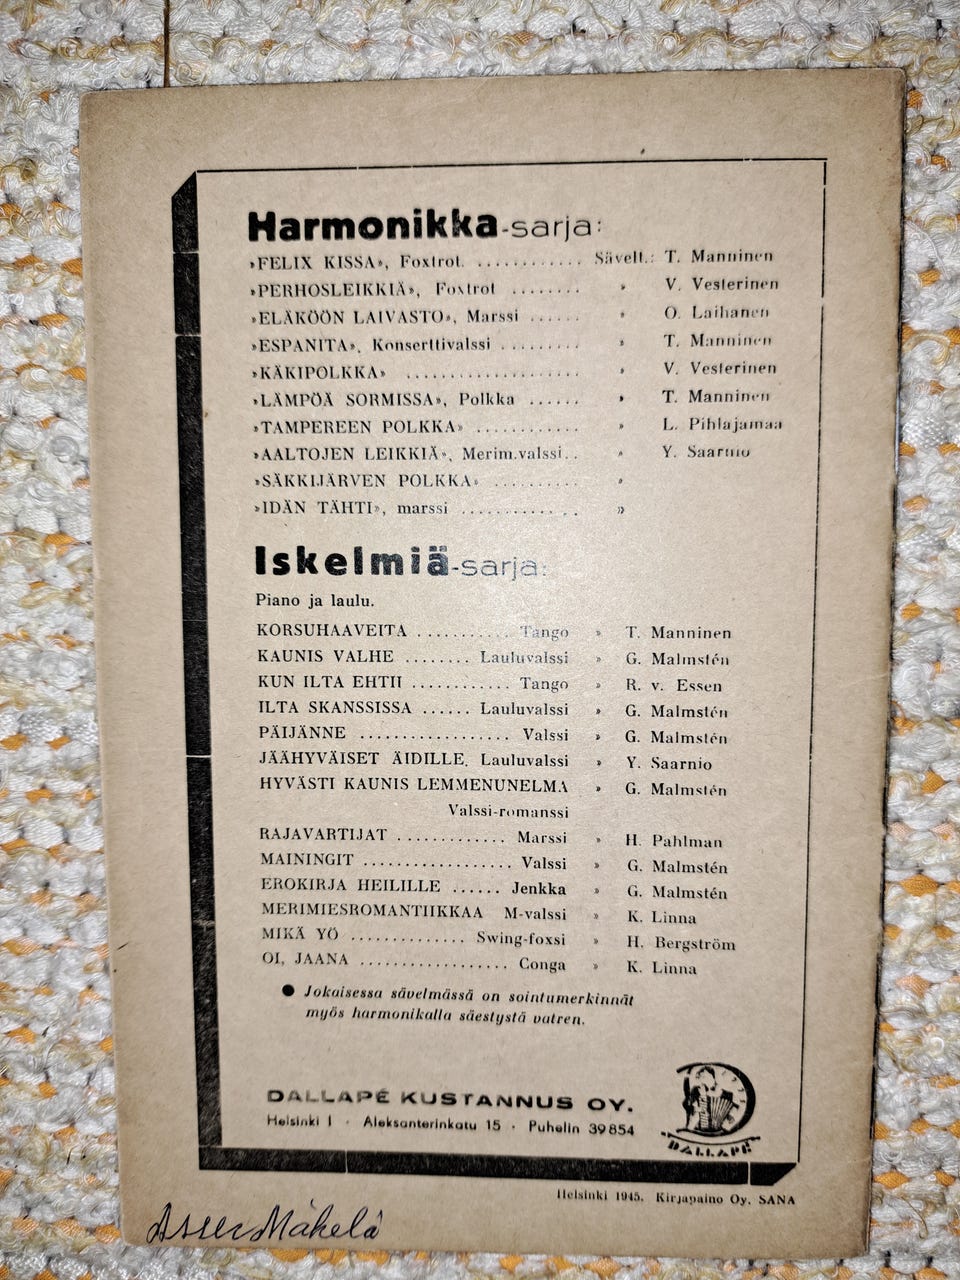 Harmonikka-sarja:
»FELIX KISSA», Foxtrot. ............ Sävelt.: T. Manninen
»PERHOSLEIKKIÄ», Foxtrot ........ » V. Vesterinen
»ELÄKÖÖN LAIVASTO», Marssi ...... » O. Laihanen
»ESPANITA», Konserttivalssi ......... » T. Manninen
»KÄKIPOLKKA» .................... » V. Vesterinen
»LÄMPÖÄ SORMISSA», Polkka ...... » T. Manninen
»TAMPEREEN POLKKA» ............ » L. Pihlajamaa
»AALTOJEN LEIKKIÄ», Merim.valssi.. » Y. Saarnio
»SÄKKIJÄRVEN POLKKA» .......... »
»IDÄN TÄHTI», marssi ............. »
Iskelmiä-sarja:
Piano ja laulu.
KORSUHAAVEITA .......... Tango » T. Manninen
KAUNIS VALHE ........ Lauluvalssi » G. Malmstén
KUN ILTA EHTII ............ Tango » R. v. Essen
ILTA SKANSSISSA ...... Lauluvalssi » G. Malmstén
PÄIJÄNNE .................. Valssi » G. Malmstén
JÄÄHYVÄISET ÄIDILLE. Lauluvalssi » Y. Saarnio
HYVÄSTI KAUNIS LEMMENUNELMA » G. Malmstén
Valssi-romanssi
RAJAVARTIJAT ............. Marssi » H. Pahlman
MAININGIT ................. Valssi » G. Malmstén
EROKIRJA HEILILLE ...... Jenkka » G. Malmstén
MERIMIESROMANTIIKKAA M-valssi » K. Linna
MIKÄ YÖ .............. Swing-foxsi » H. Bergström
OI, JAANA .................. Conga » K. Linna
● Jokaisessa sävelmässä on sointumerkinnät
myös harmonikalla säestystä vatren.
DALLAPÉ KUSTANNUS OY.
Helsinki 1 · Aleksanterinkatu 15 · Puhelin 39854
DALLAPÉ
Helsinki 1945. Kirjapaino Oy. SANA
Asser Mäkelä